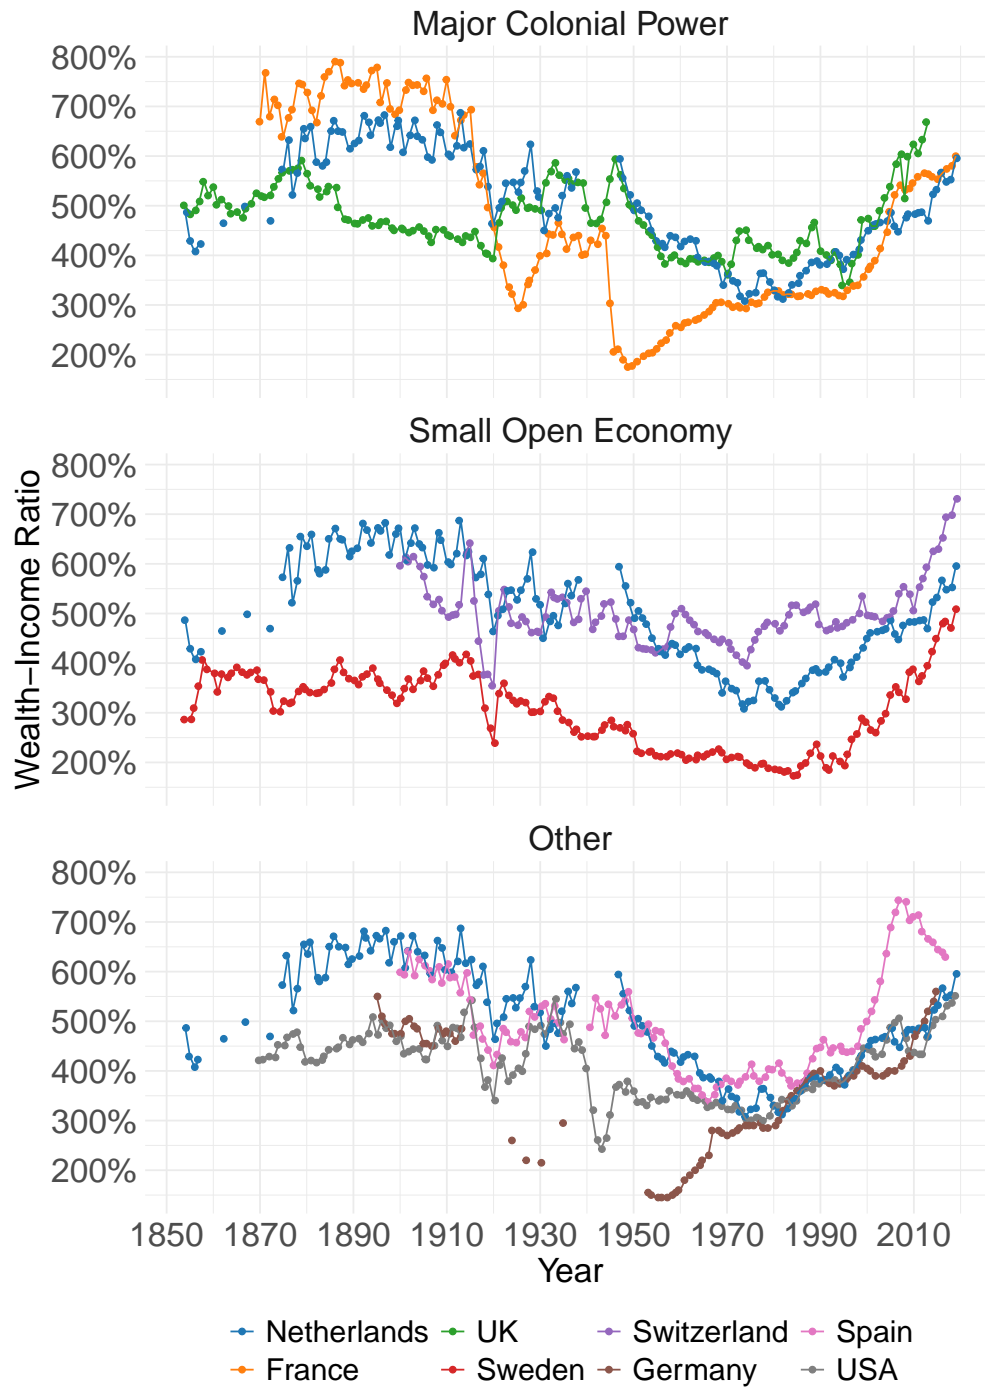 Major Colonial Power
800%
700%
600%
500%
400%
300%
200%
Small Open Economy
800%
700%
600%
500%
400%
300%
200%
Wealth–Income Ratio
Other
800%
700%
600%
500%
400%
300%
200%
1850 1870 1890 1910 1930 1950 1970 1990 2010
Year
Netherlands UK Switzerland Spain
France Sweden Germany USA